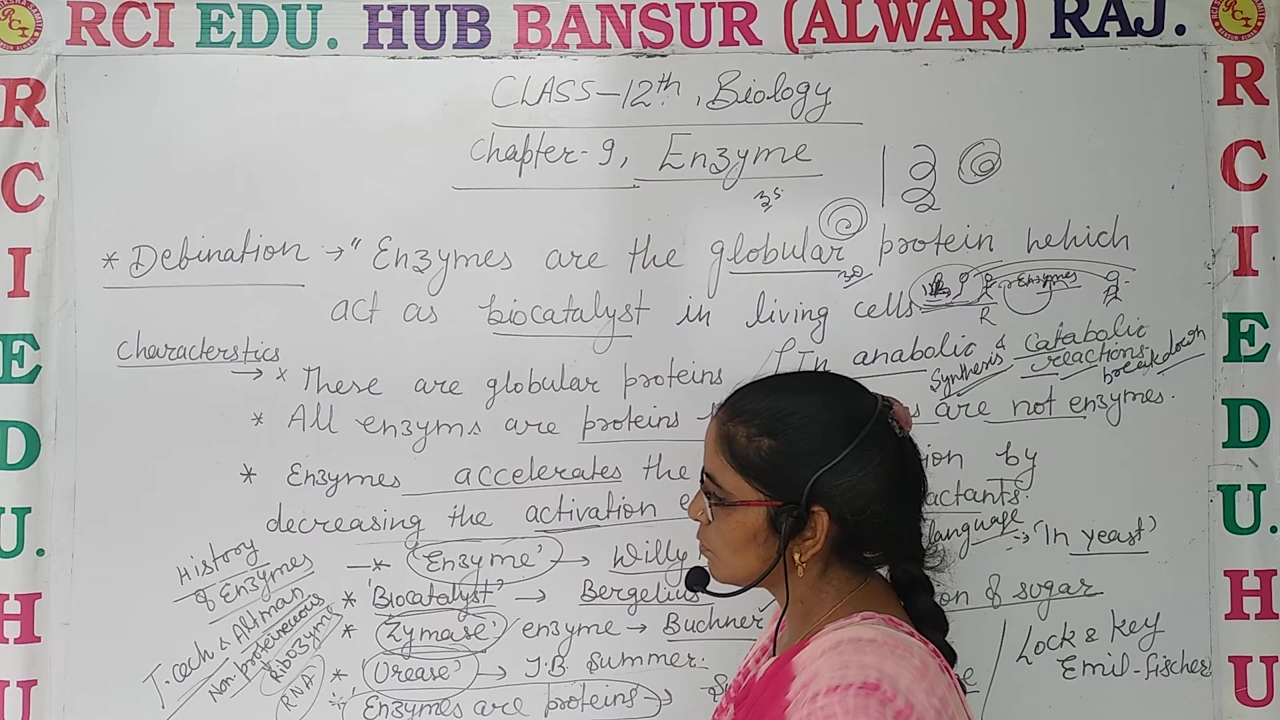 RCI EDU. HUB BANSUR (ALWAR) RAJ.
R C I E D U. H U
R C I E D U. H U
CLASS-12th, Biology
Chapter-9, Enzyme
* Debination → "Enzymes are the globular protein which
act as biocatalyst in living cells
Enzymes
R
Characterstics
→ * These are globular proteins
In anabolic & catabolic
Synthesis reactions breakdown
* All enzyms are proteins
are not enzymes.
* Enzymes accelerates the
ion by
decreasing the activation e
actants.
History
of Enzymes
* 'Enzyme' → Willy
language → 'In yeast'
* 'Biocatalyst' → Bergelius
on of sugar
* 'Zymase' enzyme → Buchner
* 'Urease' → J.B. Summer.
* Enzymes are proteins →
T. cech & Altman
Non-proteineceous
Ribozyme
RNA
Lock & Key
Emil-fischer